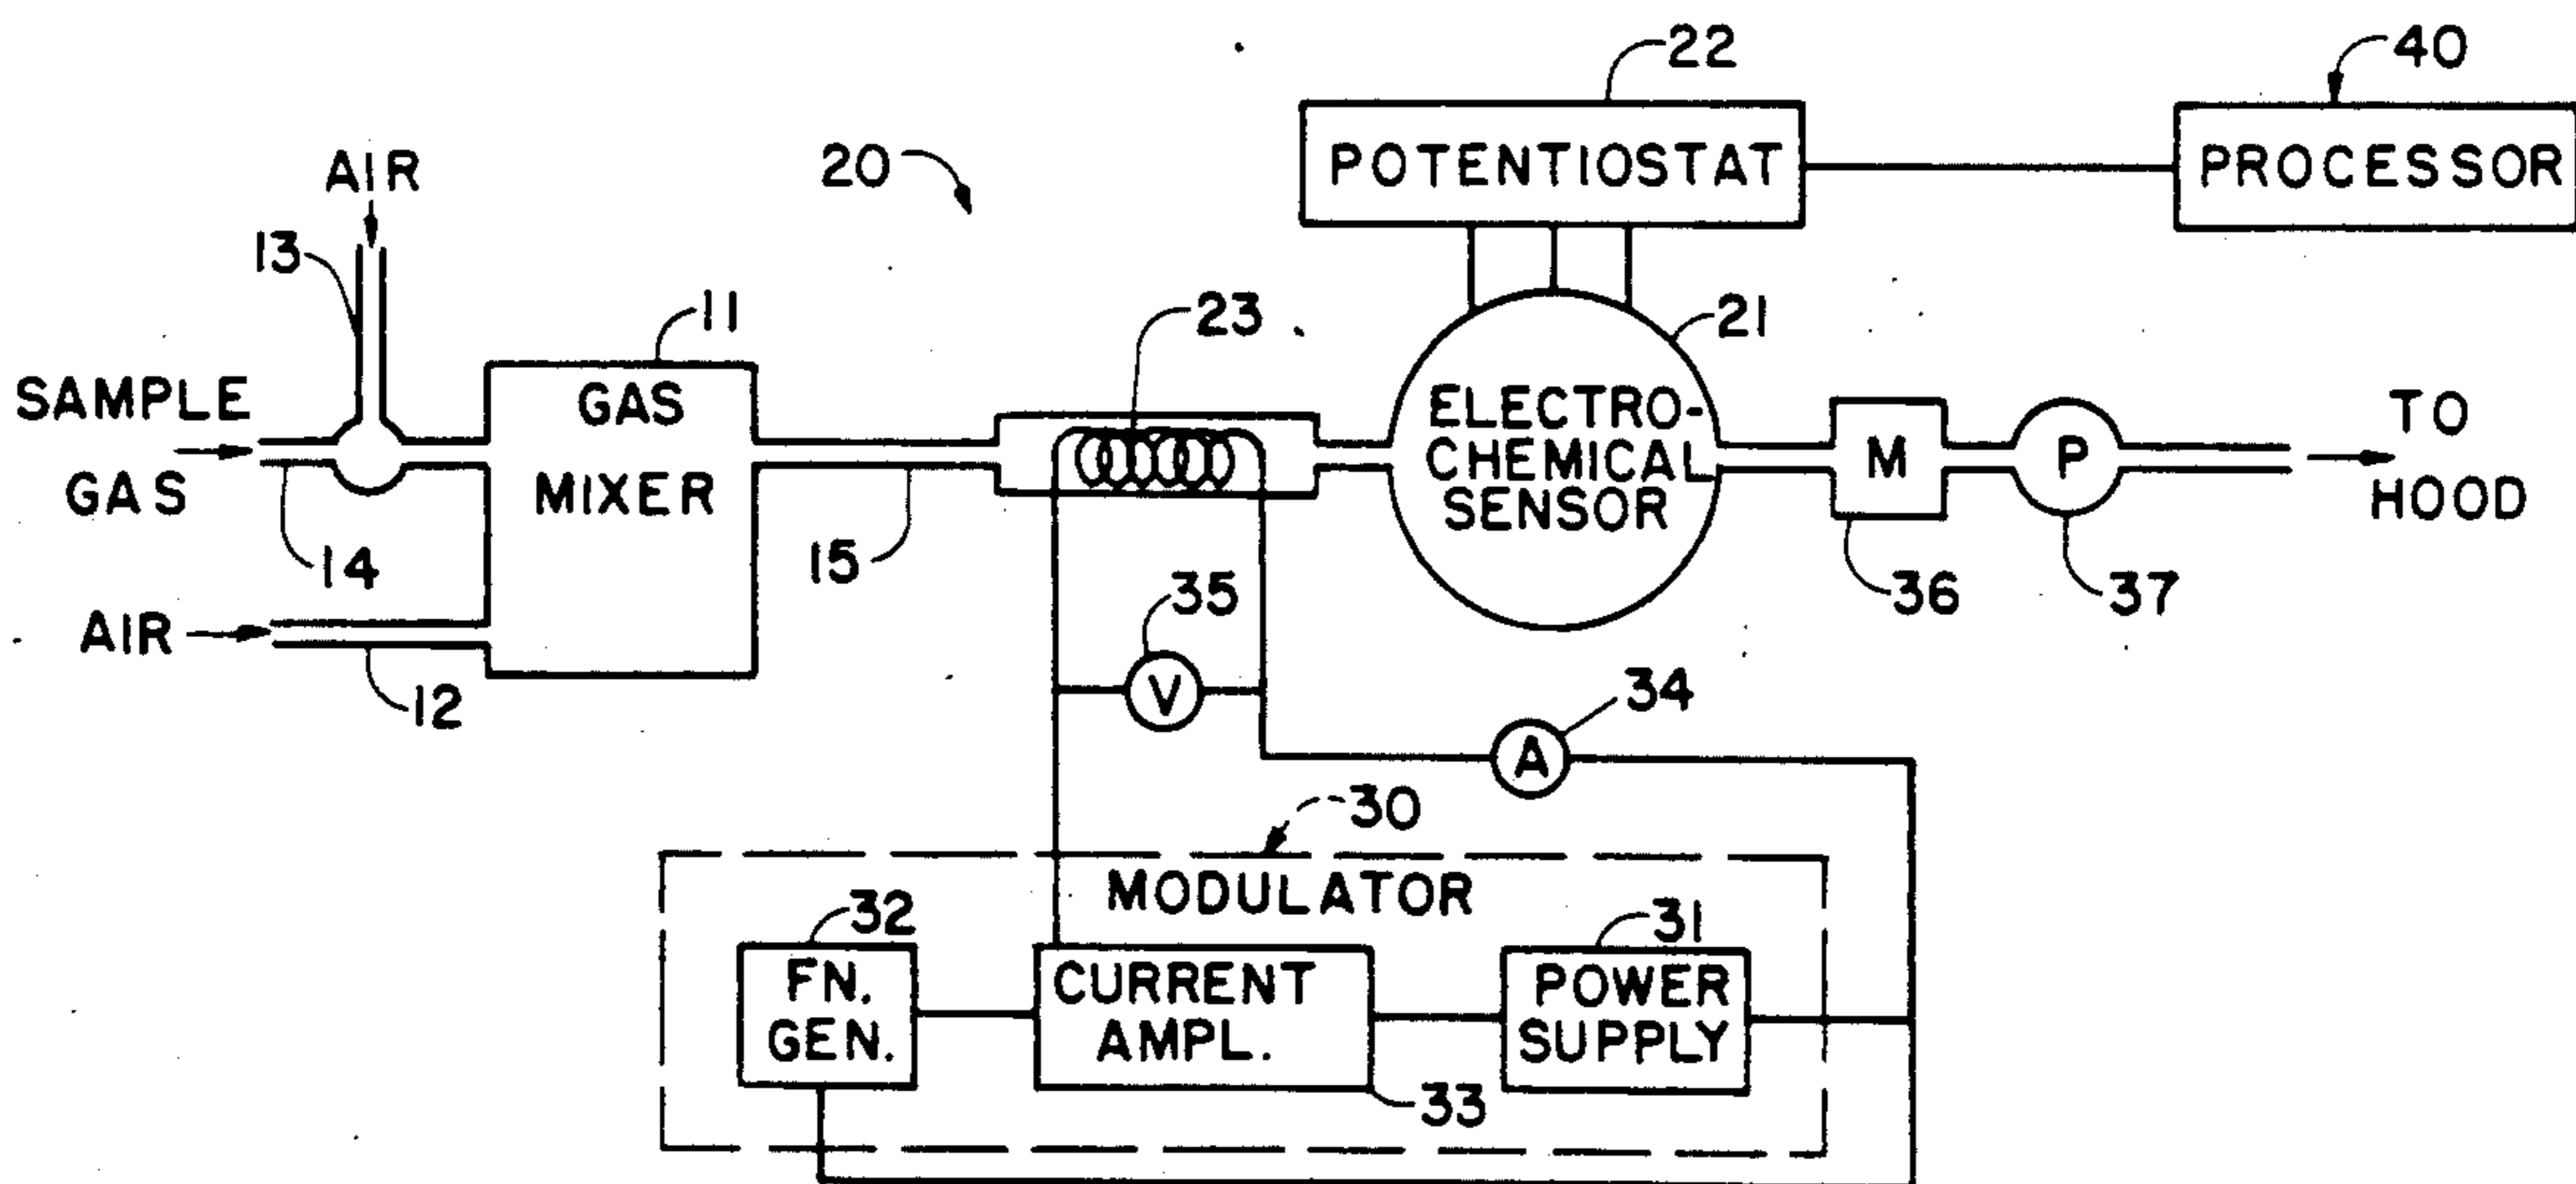 22
40
POTENTIOSTAT
PROCESSOR
AIR
20
13
11
23
21
SAMPLE
GAS
GAS
MIXER
ELECTRO-
CHEMICAL
SENSOR
M
P
TO
HOOD
14
15
35
36
37
AIR
12
V
34
A
30
MODULATOR
32
31
FN.
GEN.
CURRENT
AMPL.
POWER
SUPPLY
33